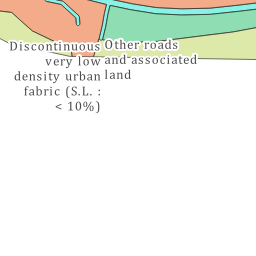 Discontinuous
very low
density urban
fabric (S.L. :
< 10%)
Other roads
and associated
land